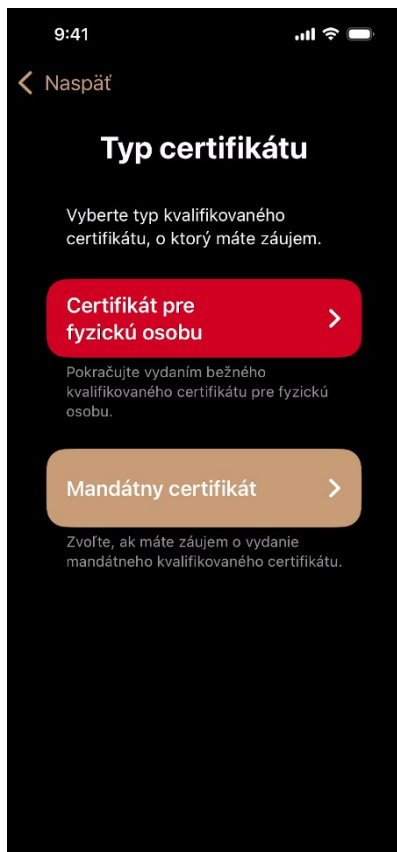 9:41
Naspäť
Typ certifikátu
Vyberte typ kvalifikovaného
certifikátu, o ktorý máte záujem.
Certifikát pre
fyzickú osobu
Pokračujte vydaním bežného
kvalifikovaného certifikátu pre fyzickú
osobu.
Mandátny certifikát
Zvoľte, ak máte záujem o vydanie
mandátneho kvalifikovaného certifikátu.